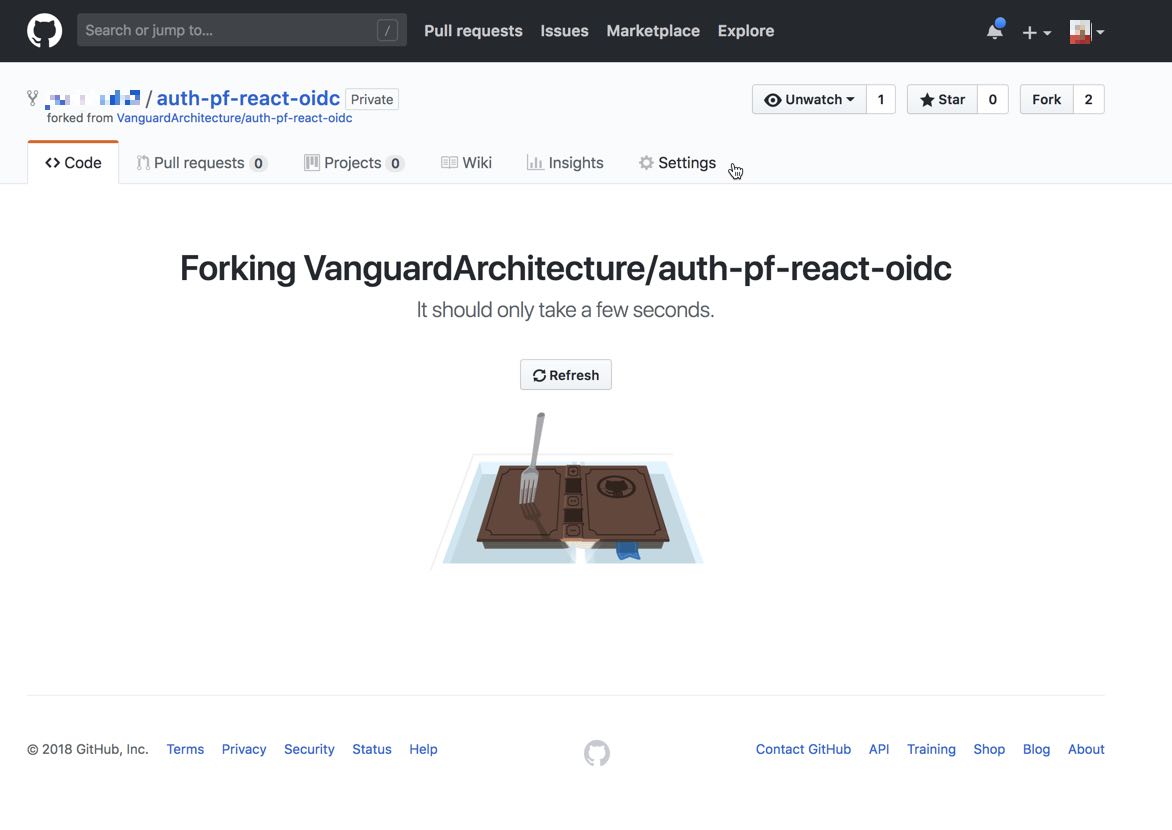 Search or jump to... / Pull requests Issues Marketplace Explore
/ auth-pf-react-oidc Private Unwatch 1 Star 0 Fork 2
forked from VanguardArchitecture/auth-pf-react-oidc
<> Code Pull requests 0 Projects 0 Wiki Insights Settings
Forking VanguardArchitecture/auth-pf-react-oidc
It should only take a few seconds.
Refresh
© 2018 GitHub, Inc. Terms Privacy Security Status Help Contact GitHub API Training Shop Blog About